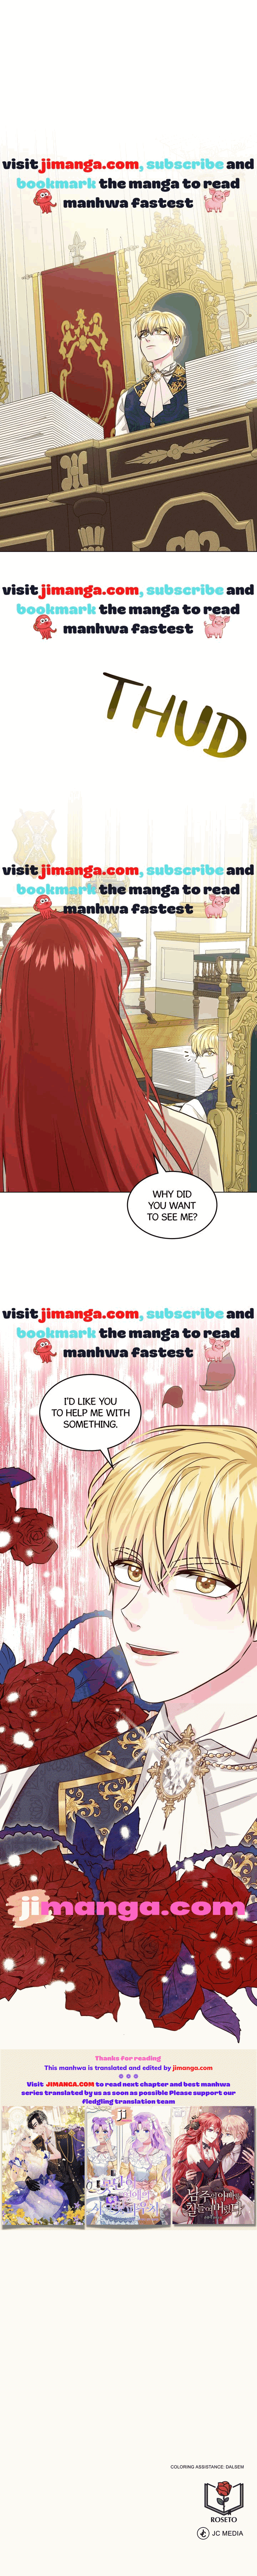 visit jimanga.com, subscribe and
bookmark the manga to read
manhwa fastest
visit jimanga.com, subscribe and
bookmark the manga to read
manhwa fastest
THUD
visit jimanga.com, subscribe and
bookmark the manga to read
manhwa fastest
WHY DID
YOU WANT
TO SEE ME?
visit jimanga.com, subscribe and
bookmark the manga to read
manhwa fastest
I'D LIKE YOU
TO HELP ME WITH
SOMETHING.
jimanga.com
Thanks for reading
This manhwa is translated and edited by jimanga.com
Visit JIMANGA.COM to read next chapter and best manhwa
series translated by us as soon as possible Please support our
fledgling translation team
ji
COLORING ASSISTANCE: DALSEM
ROSETO
JC MEDIA